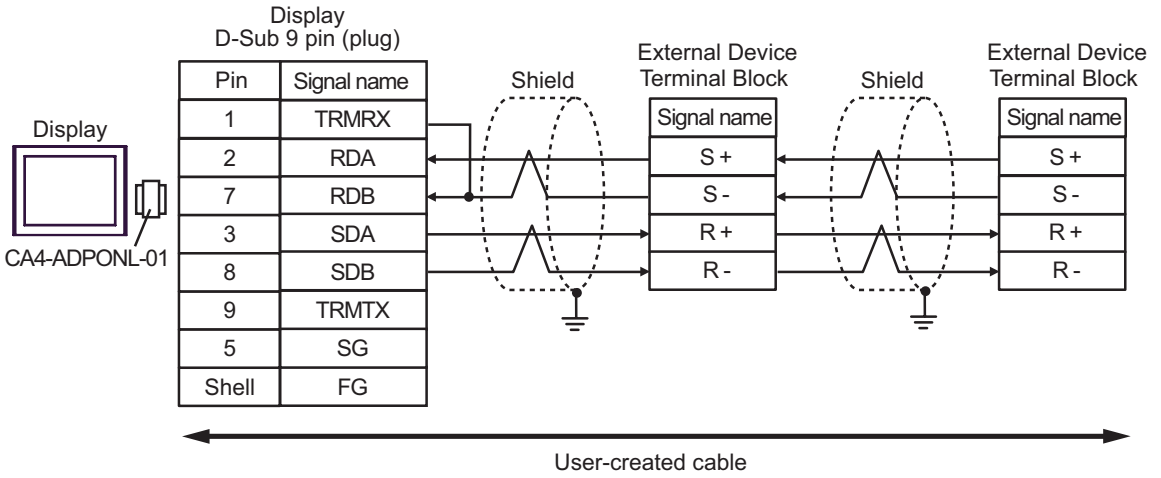 Display
D-Sub 9 pin (plug)
Pin Signal name
1 TRMRX
2 RDA
7 RDB
3 SDA
8 SDB
9 TRMTX
5 SG
Shell FG
Display
CA4-ADPONL-01
Shield
External Device
Terminal Block
Signal name
S +
S -
R +
R -
Shield
External Device
Terminal Block
Signal name
S +
S -
R +
R -
User-created cable